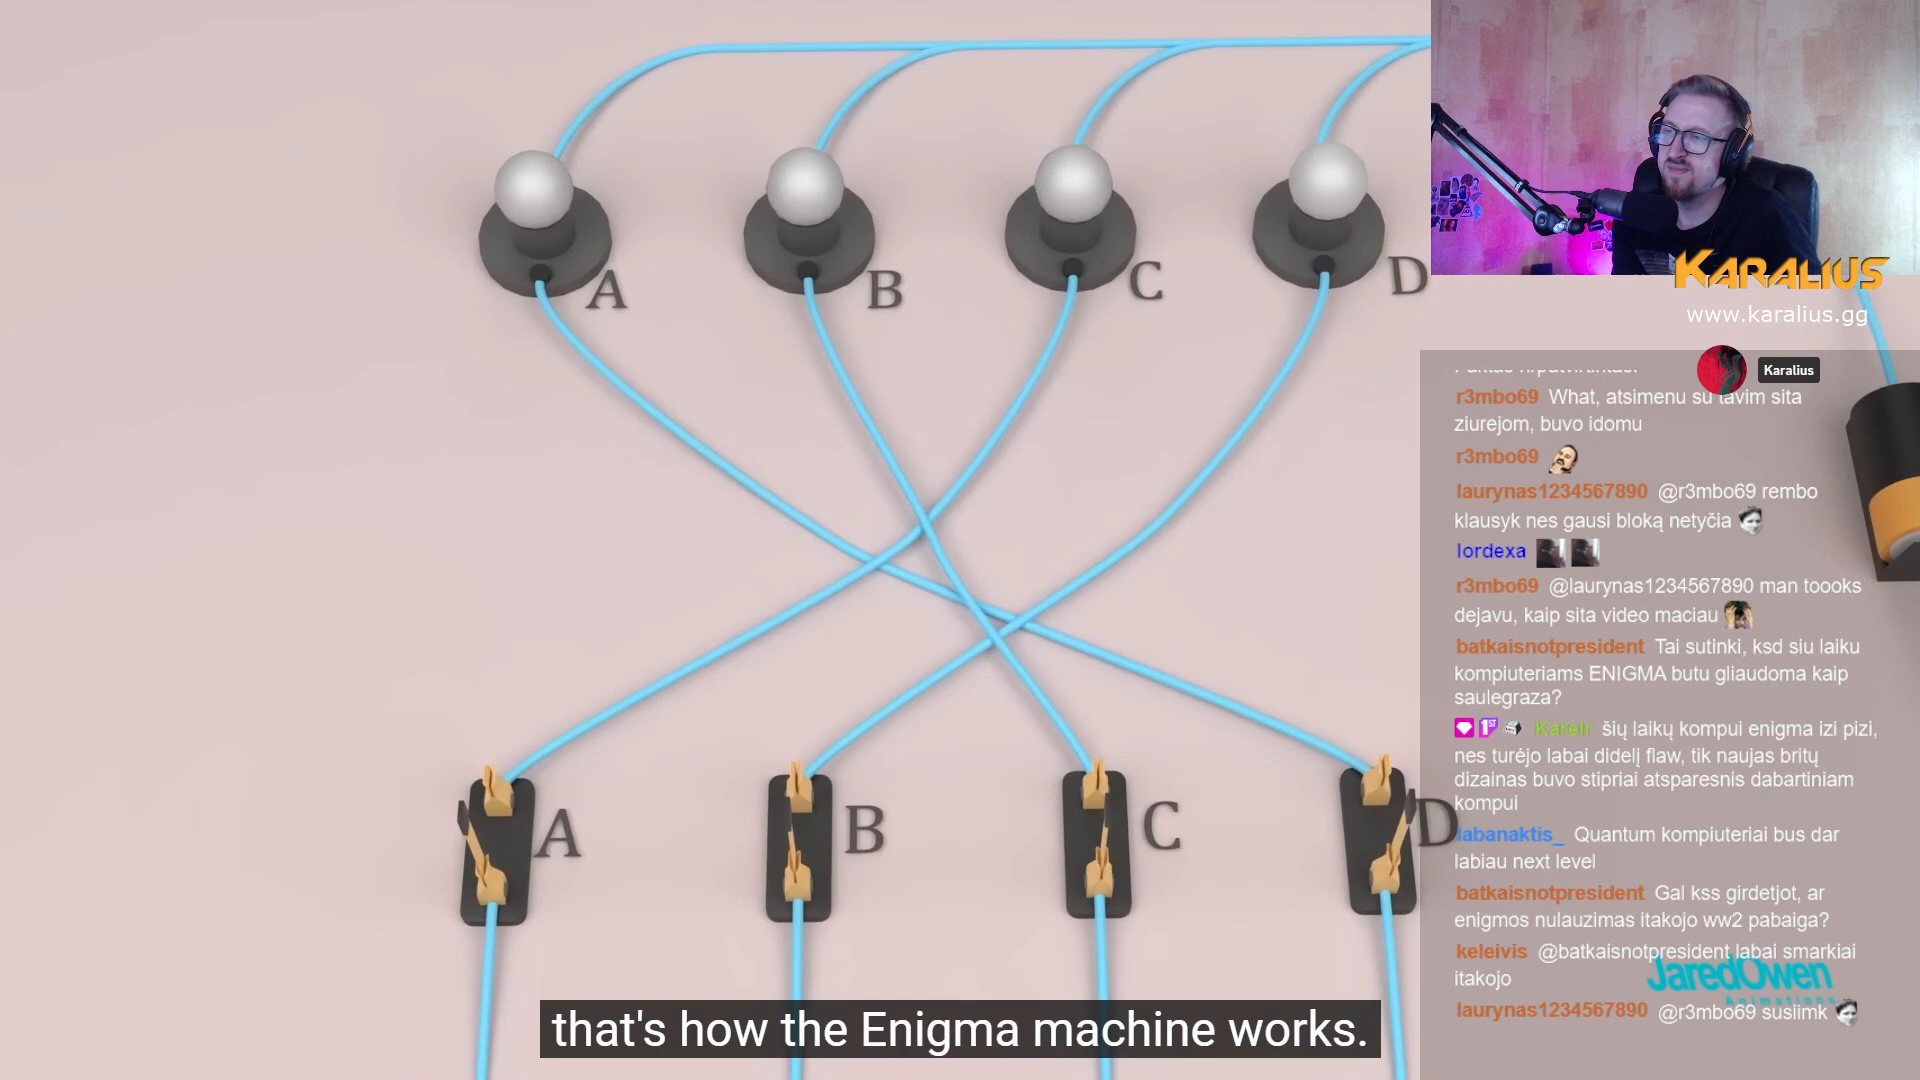 A
B
C
D
A
B
C
D
that's how the Enigma machine works.
KARALIUS
www.karalius.gg
Karalius
r3mbo69 What, atsimenu su tavim sita
ziurejom, buvo idomu
r3mbo69
laurynas1234567890 @r3mbo69 rembo
klausyk nes gausi bloką netyčia
lordexa
r3mbo69 @laurynas1234567890 man toooks
dejavu, kaip sita video maciau
batkaisnotpresident Tai sutinki, ksd siu laiku
kompiuteriams ENIGMA butu gliaudoma kaip
saulegraza?
1ST Kareir šių laikų kompui enigma izi pizi,
nes turėjo labai didelį flaw, tik naujas britų
dizainas buvo stipriai atsparesnis dabartiniam
kompui
labanaktis_ Quantum kompiuteriai bus dar
labiau next level
batkaisnotpresident Gal kss girdetjot, ar
enigmos nulauzimas itakojo ww2 pabaiga?
keleivis @batkaisnotpresident labai smarkiai
itakojo
JaredOwen
Animations
laurynas1234567890 @r3mbo69 susiimk